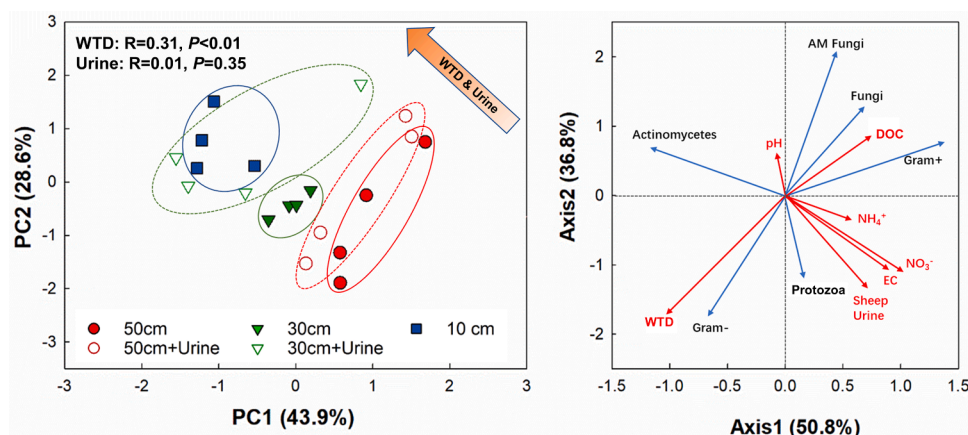 WTD: R=0.31, P<0.01
Urine: R=0.01, P=0.35
WTD & Urine
3
2
1
0
-1
-2
-3
PC2 (28.6%)
50cm
30cm
10 cm
50cm+Urine
30cm+Urine
-3
-2
-1
0
1
2
3
PC1 (43.9%)
2
1
0
-1
-2
Axis2 (36.8%)
AM Fungi
Fungi
Actinomycetes
pH
DOC
Gram+
NH₄⁺
NO₃⁻
EC
Protozoa
Sheep
Urine
WTD
Gram-
-1.5
-1.0
-0.5
0.0
0.5
1.0
1.5
Axis1 (50.8%)